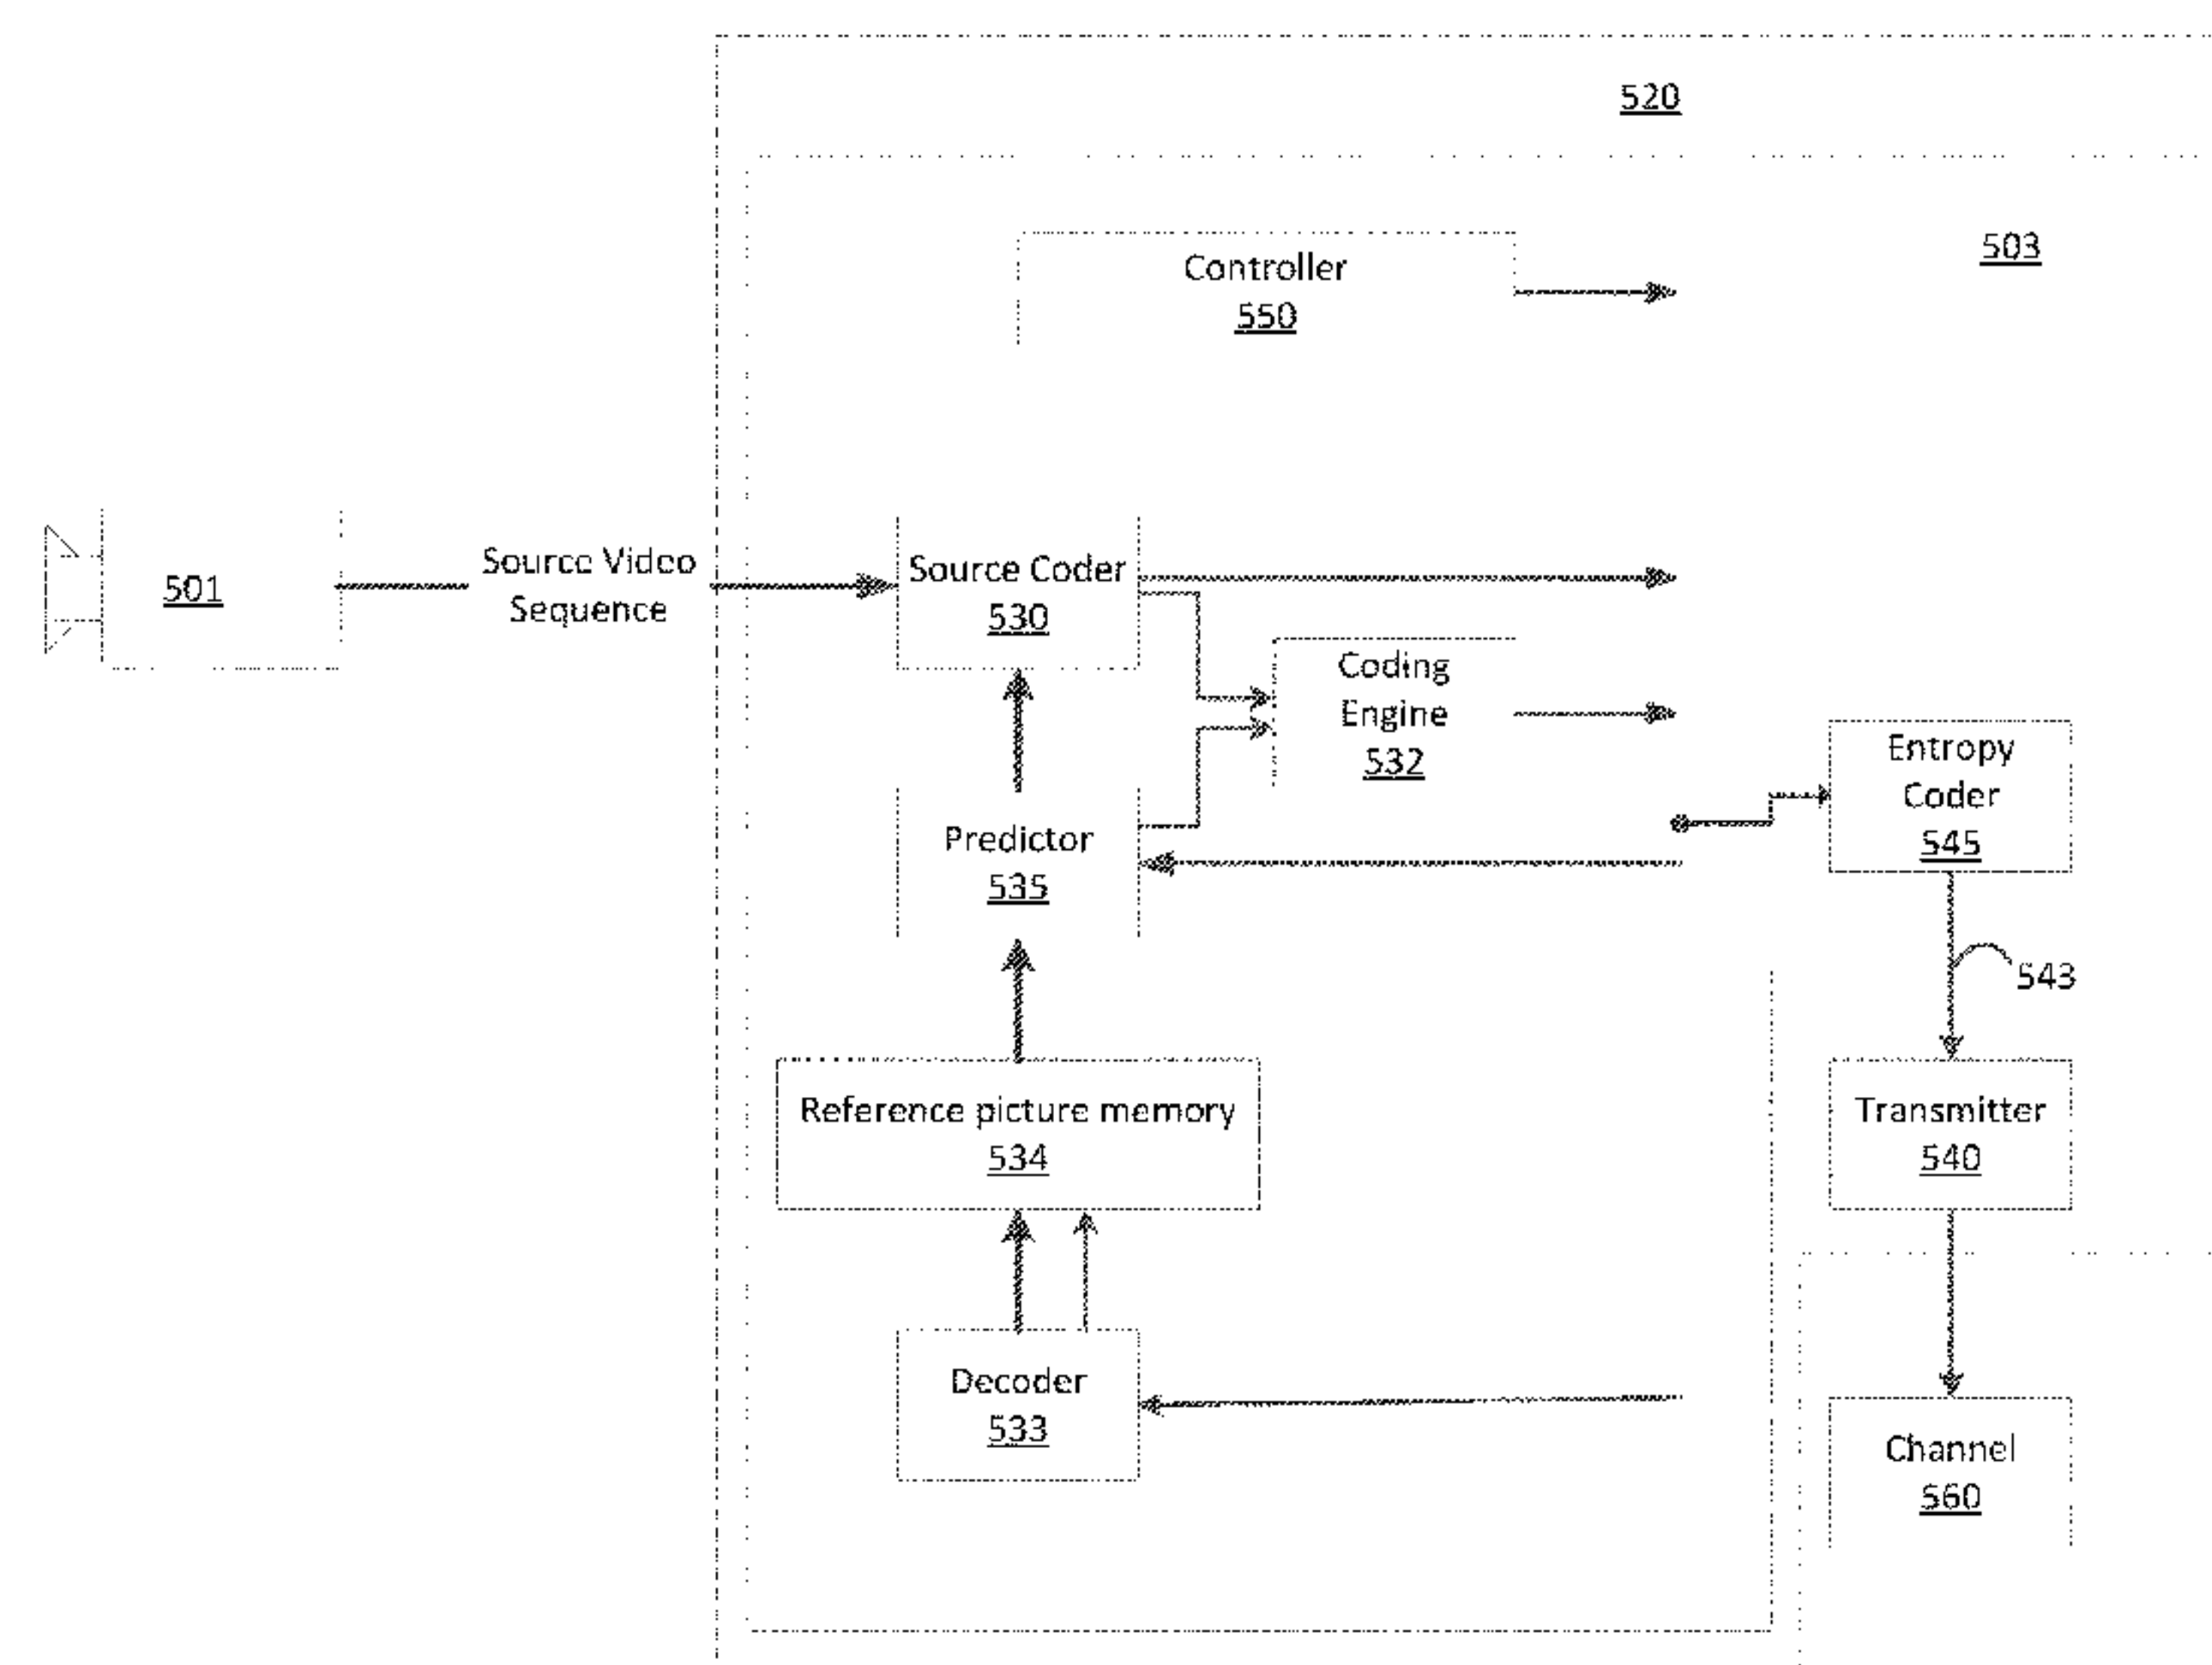 520
503
Controller
550
501
Source Video
Sequence
Source Coder
530
Coding
Engine
532
Entropy
Coder
545
Predictor
535
543
Reference picture memory
534
Transmitter
540
Decoder
533
Channel
560